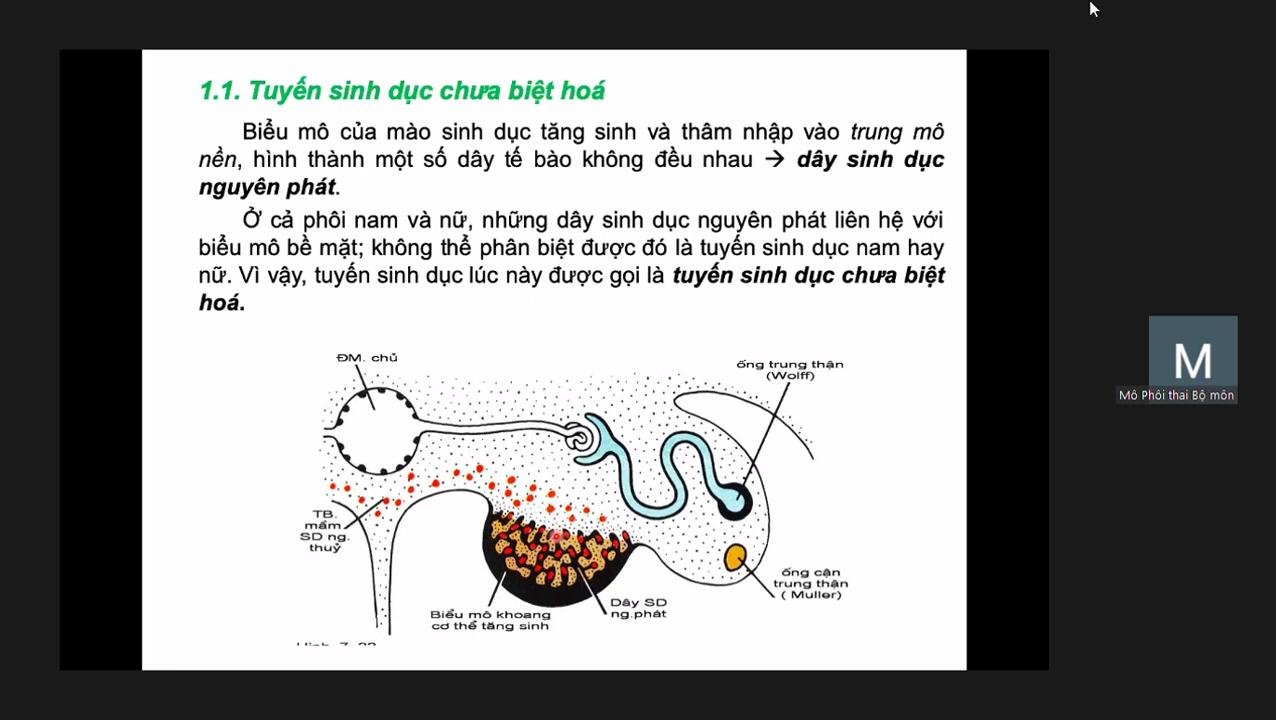 1.1. Tuyến sinh dục chưa biệt hoá
Biểu mô của mào sinh dục tăng sinh và thâm nhập vào trung mô
nền, hình thành một số dây tế bào không đều nhau → dây sinh dục
nguyên phát.
Ở cả phôi nam và nữ, những dây sinh dục nguyên phát liên hệ với
biểu mô bề mặt; không thể phân biệt được đó là tuyến sinh dục nam hay
nữ. Vì vậy, tuyến sinh dục lúc này được gọi là tuyến sinh dục chưa biệt
hoá.
ĐM. chủ
ống trung thận
(Wolff)
TB.
mầm
SD ng.
thuỷ
ống cận
trung thận
( Muller)
Biểu mô khoang
cơ thể tăng sinh
Dây SD
ng.phát
M
Mô Phôi thai Bộ môn